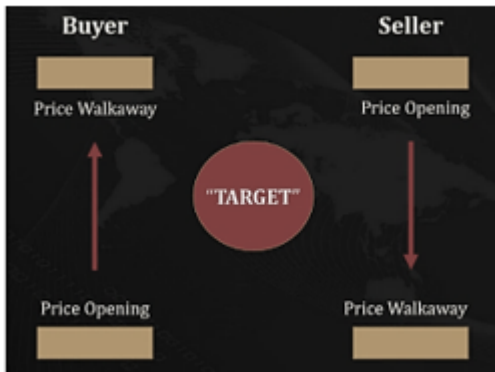 Buyer
Seller
Price Walkaway
Price Opening
"TARGET"
Price Opening
Price Walkaway